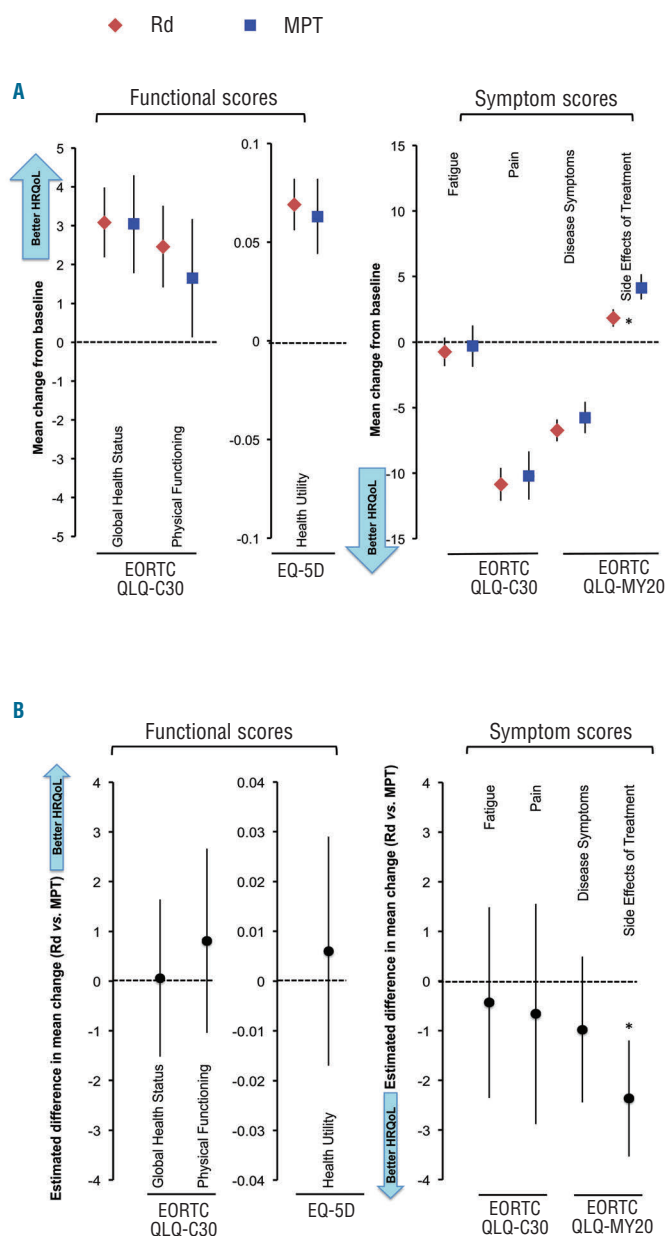 Rd MPT
A
Functional scores
Symptom scores
Better HRQoL
Mean change from baseline
5
4
3
2
1
0
-1
-2
-3
-4
-5
Global Health Status
Physical Functioning
EORTC
QLQ-C30
0.1
0.05
0
-0.05
-0.1
Health Utility
EQ-5D
Mean change from baseline
Better HRQoL
15
10
5
0
-5
-10
-15
Fatigue
Pain
Disease Symptoms
Side Effects of Treatment
*
EORTC
QLQ-C30
EORTC
QLQ-MY20
B
Functional scores
Symptom scores
Better HRQoL
Estimated difference in mean change (Rd vs. MPT)
4
3
2
1
0
-1
-2
-3
-4
Global Health Status
Physical Functioning
EORTC
QLQ-C30
0.04
0.03
0.02
0.01
0
-0.01
-0.02
-0.03
-0.04
Health Utility
EQ-5D
Estimated difference in mean change (Rd vs. MPT)
Better HRQoL
4
3
2
1
0
-1
-2
-3
-4
Fatigue
Pain
Disease Symptoms
Side Effects of Treatment
*
EORTC
QLQ-C30
EORTC
QLQ-MY20